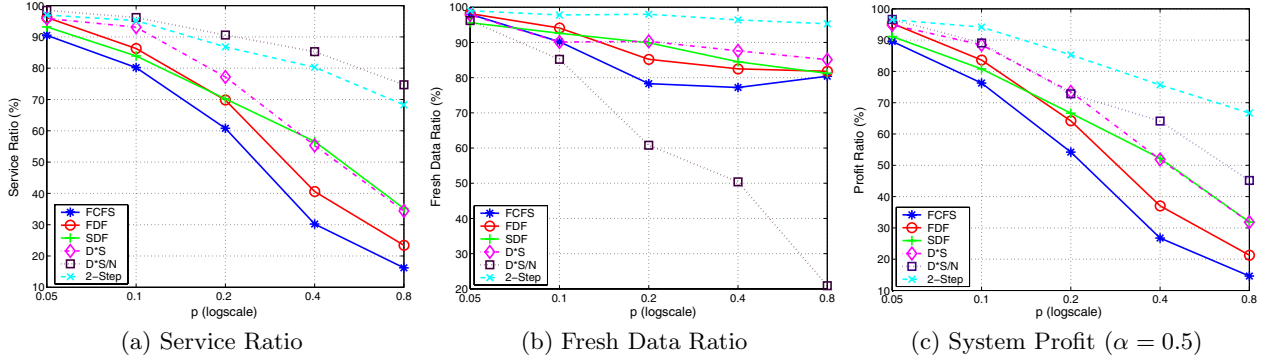 100
90
80
70
60
50
40
30
20
10
Service Ratio (%)
FCFS
FDF
SDF
D*S
D*S/N
2−Step
0.05 0.1 0.2 0.4 0.8
p (logscale)
(a) Service Ratio
100
90
80
70
60
50
40
30
20
Fresh Data Ratio (%)
FCFS
FDF
SDF
D*S
D*S/N
2−Step
0.05 0.1 0.2 0.4 0.8
p (logscale)
(b) Fresh Data Ratio
100
90
80
70
60
50
40
30
20
10
Profit Ratio (%)
FCFS
FDF
SDF
D*S
D*S/N
2−Step
0.05 0.1 0.2 0.4 0.8
p (logscale)
(c) System Profit (α = 0.5)